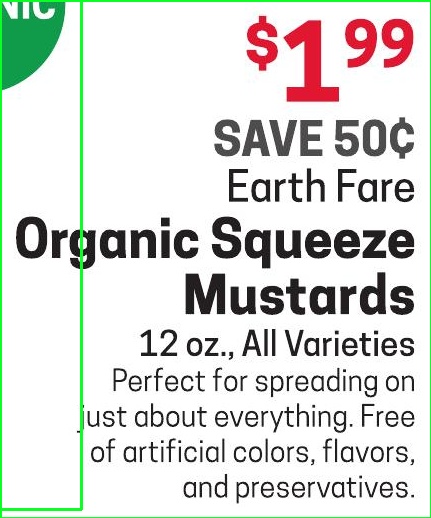 $1.99
SAVE 50¢
Earth Fare
Organic Squeeze
Mustards
12 oz., All Varieties
Perfect for spreading on
just about everything. Free
of artificial colors, flavors,
and preservatives.